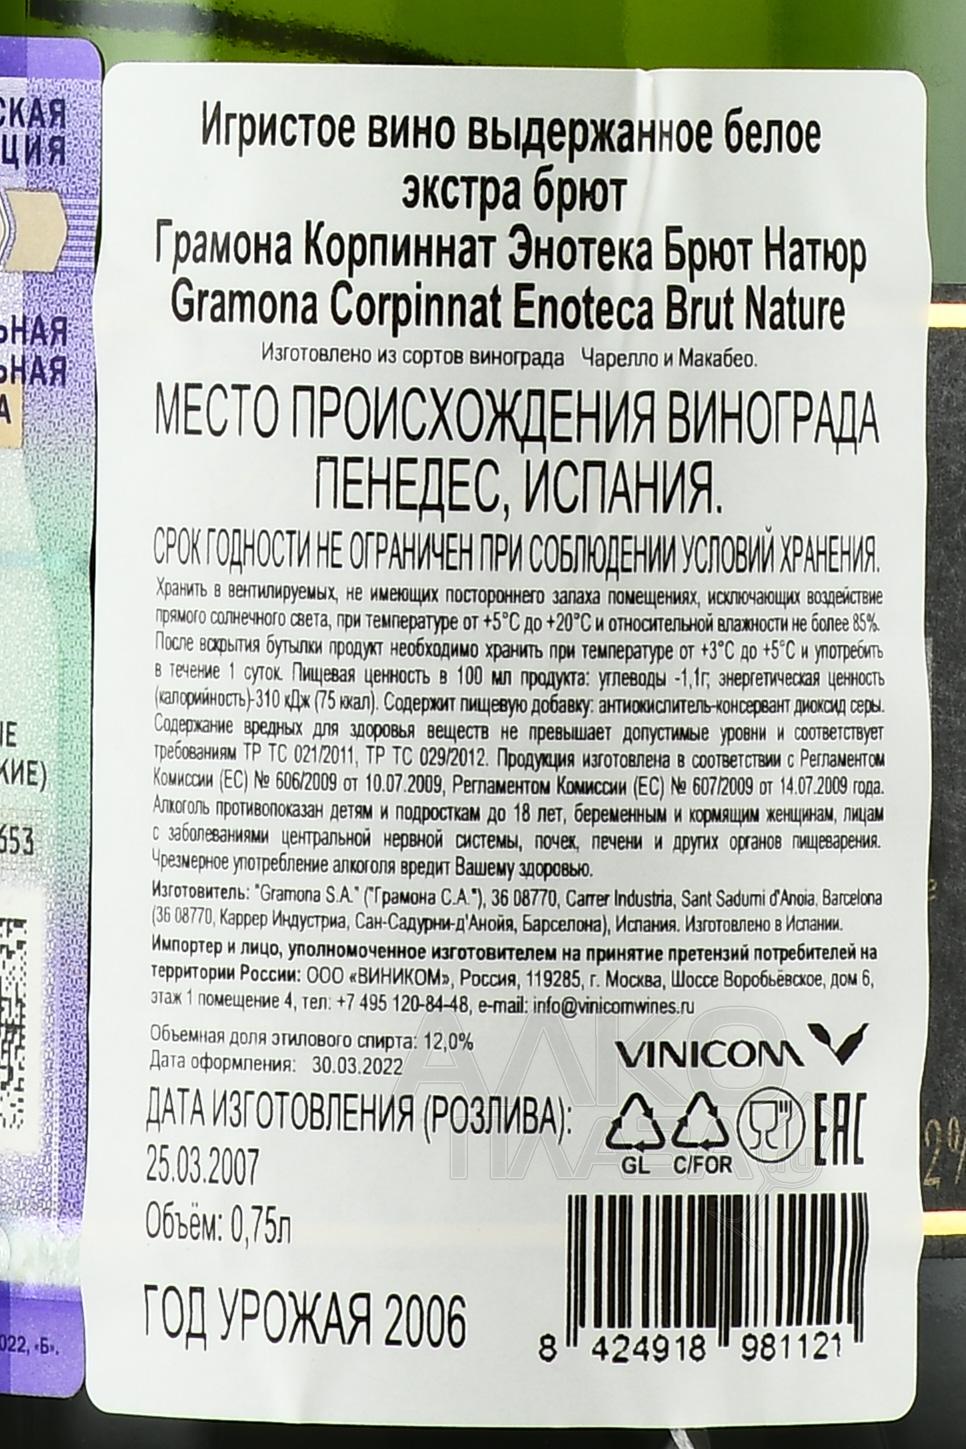 Игристое вино выдержанное белое
экстра брют
Грамона Корпиннат Энотека Брют Натюр
Gramona Corpinnat Enoteca Brut Nature
Изготовлено из сортов винограда Чарелло и Макабео.
МЕСТО ПРОИСХОЖДЕНИЯ ВИНОГРАДА
ПЕНЕДЕС, ИСПАНИЯ.
СРОК ГОДНОСТИ НЕ ОГРАНИЧЕН ПРИ СОБЛЮДЕНИИ УСЛОВИЙ ХРАНЕНИЯ.
Хранить в вентилируемых, не имеющих постороннего запаха помещениях, исключающих воздействие
прямого солнечного света, при температуре от +5°С до +20°С и относительной влажности не более 85%.
После вскрытия бутылки продукт необходимо хранить при температуре от +3°С до +5°С и употребить
в течение 1 суток. Пищевая ценность в 100 мл продукта: углеводы -1,1г; энергетическая ценность
(калорийность)-310 кДж (75 ккал). Содержит пищевую добавку: антиокислитель-консервант диоксид серы.
Содержание вредных для здоровья веществ не превышает допустимые уровни и соответствует
требованиям ТР ТС 021/2011, ТР ТС 029/2012. Продукция изготовлена в соответствии с Регламентом
Комиссии (ЕС) № 606/2009 от 10.07.2009, Регламентом Комиссии (ЕС) № 607/2009 от 14.07.2009 года.
Алкоголь противопоказан детям и подросткам до 18 лет, беременным и кормящим женщинам, лицам
с заболеваниями центральной нервной системы, почек, печени и других органов пищеварения.
Чрезмерное употребление алкоголя вредит Вашему здоровью.
Изготовитель: "Gramona S.A." ("Грамона С.А."), 36 08770, Carrer Industria, Sant Sadurni d'Anoia, Barcelona
(36 08770, Каррер Индустриа, Сан-Садурни-д'Анойя, Барселона), Испания. Изготовлено в Испании.
Импортер и лицо, уполномоченное изготовителем на принятие претензий потребителей на
территории России: ООО «ВИНИКОМ», Россия, 119285, г. Москва, Шоссе Воробьёвское, дом 6,
этаж 1 помещение 4, тел: +7 495 120-84-48, e-mail: info@vinicomwines.ru
Объемная доля этилового спирта: 12,0%
Дата оформления: 30.03.2022
VINICOM
ДАТА ИЗГОТОВЛЕНИЯ (РОЗЛИВА):
25.03.2007
GL C/FOR EAC
Объём: 0,75л
ГОД УРОЖАЯ 2006
8 424918 981121
СКАЯ
ЦИЯ
ЬНАЯ
ЬНАЯ
А
ИЕ
КИЕ)
653
022, «Б».
2%
АЛКО
ПЛАЗА.ru